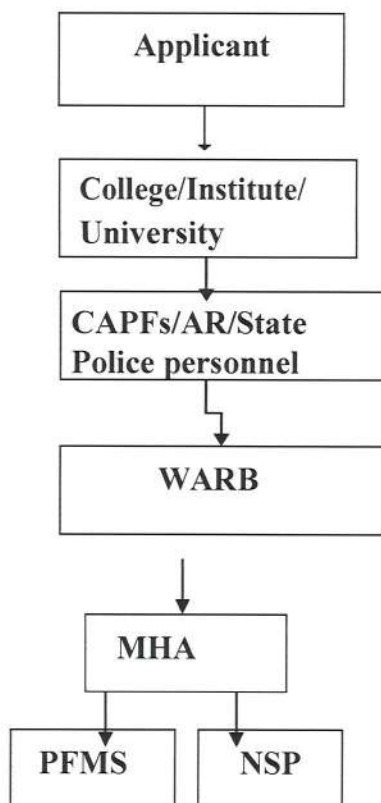 Applicant
College/Institute/
University
CAPFs/AR/State
Police personnel
WARB
MHA
PFMS
NSP